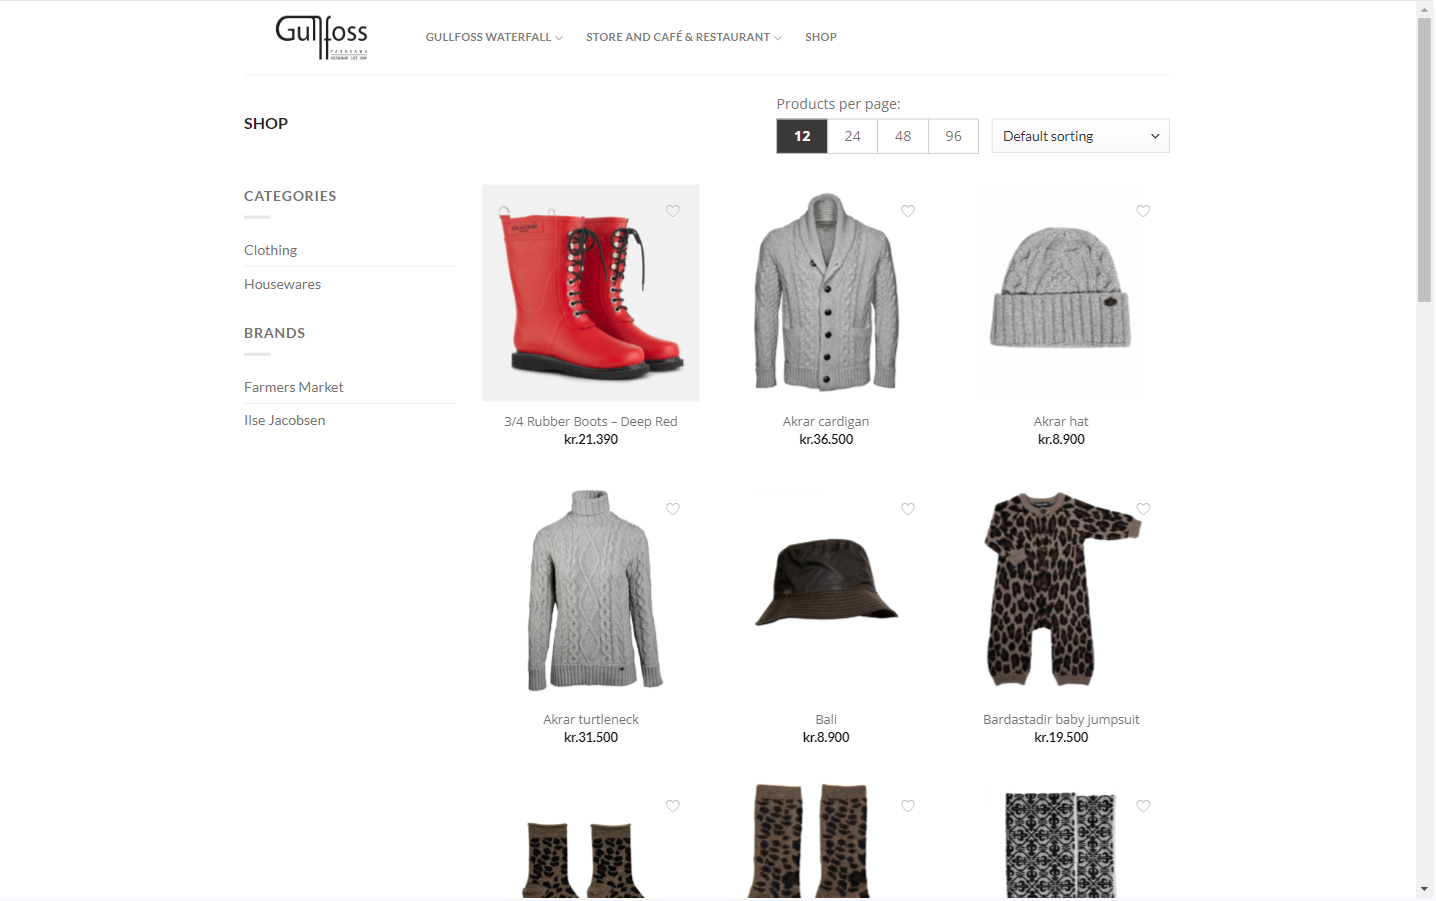 Gullfoss
PANORAMA
RESTAURANT CAFE SHOP
GULLFOSS WATERFALL
STORE AND CAFÉ & RESTAURANT
SHOP
SHOP
Products per page:
12 24 48 96
Default sorting
CATEGORIES
Clothing
Housewares
BRANDS
Farmers Market
Ilse Jacobsen
3/4 Rubber Boots – Deep Red
kr.21.390
Akrar cardigan
kr.36.500
Akrar hat
kr.8.900
Akrar turtleneck
kr.31.500
Bali
kr.8.900
Bardastadir baby jumpsuit
kr.19.500